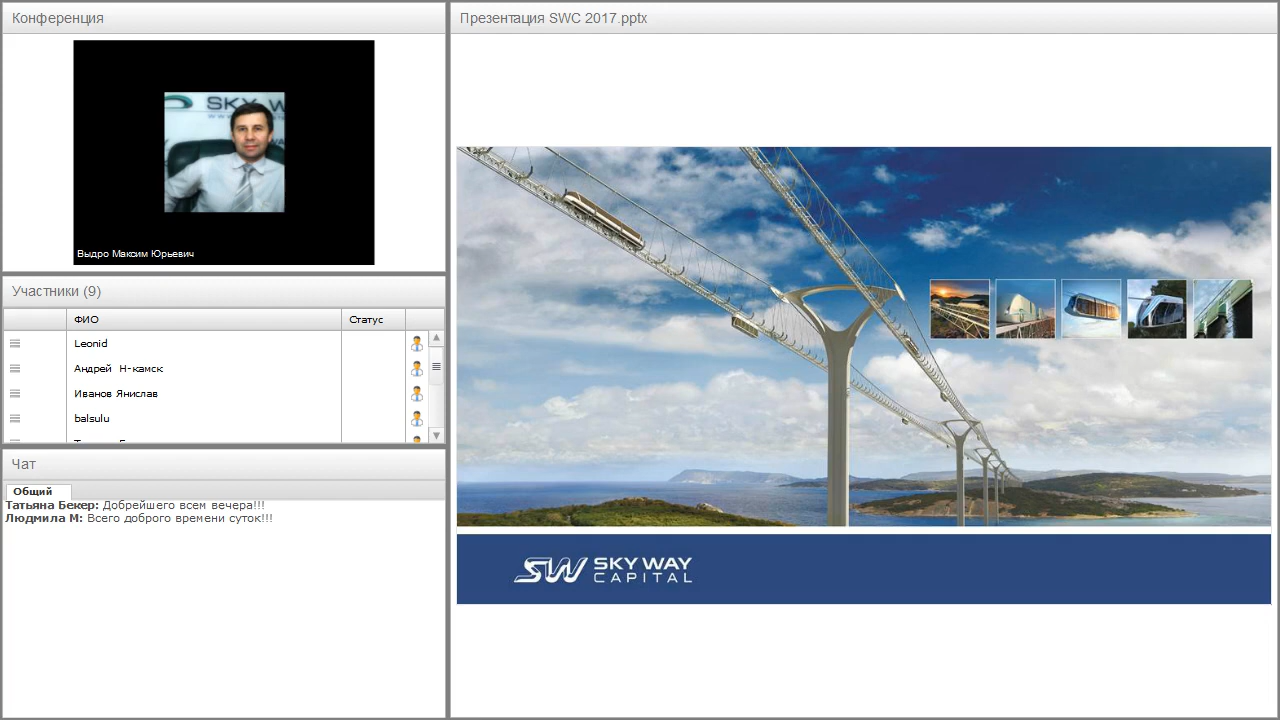 Конференция
SKY W
Выдро Максим Юрьевич
Участники (9)
ФИО
Статус
Leonid
Андрей Н-камск
Иванов Янислав
balsulu
Чат
Общий
Татьяна Бекер: Добрейшего всем вечера!!!
Людмила М: Всего доброго времени суток!!!
Презентация SWC 2017.pptx
SW SKY WAY
CAPITAL